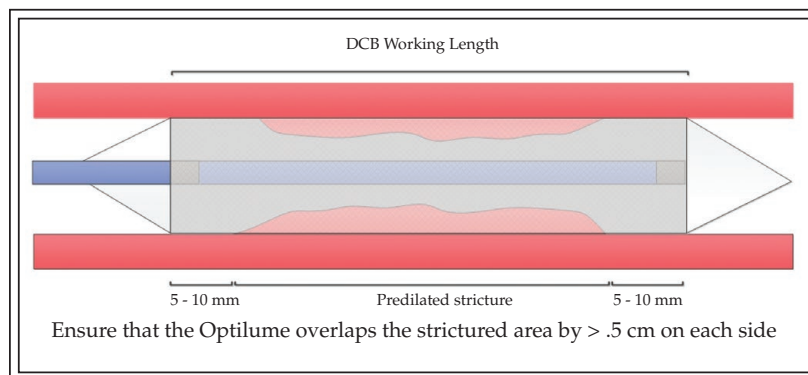 DCB Working Length
5 - 10 mm Predilated stricture 5 - 10 mm
Ensure that the Optilume overlaps the strictured area by > .5 cm on each side